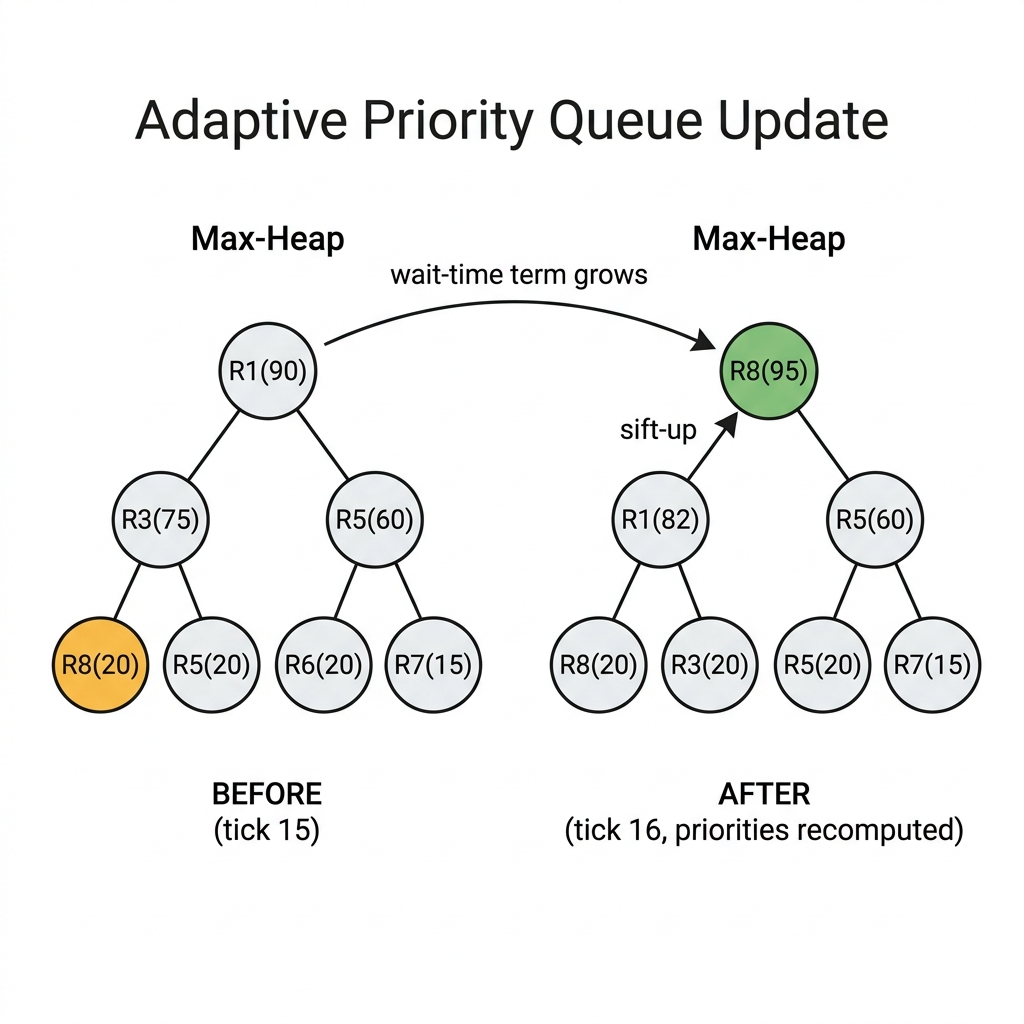 Adaptive Priority Queue Update
Max-Heap
Max-Heap
wait-time term grows
R1(90)
R8(95)
sift-up
R3(75)
R5(60)
R1(82)
R5(60)
R8(20)
R5(20)
R6(20)
R7(15)
R8(20)
R3(20)
R5(20)
R7(15)
BEFORE
(tick 15)
AFTER
(tick 16, priorities recomputed)